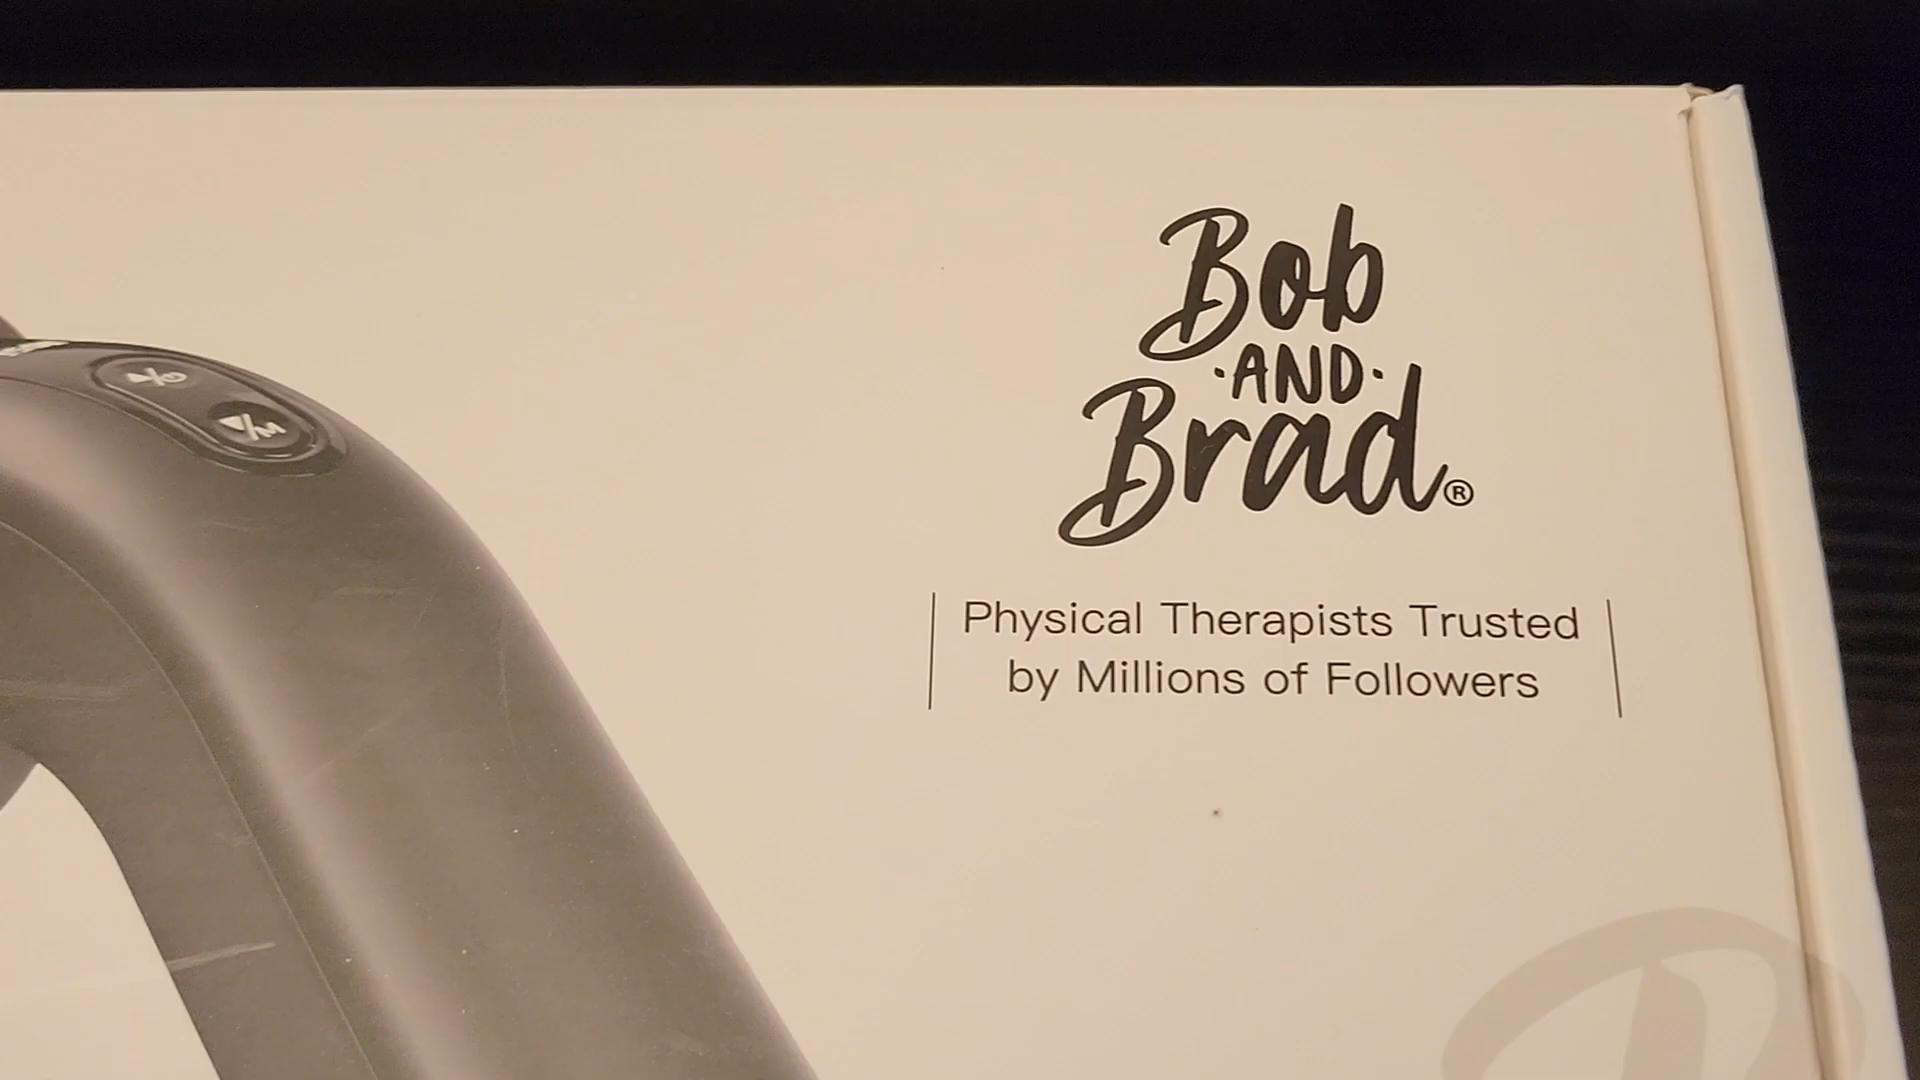 Bob
·AND·
Brad®
Physical Therapists Trusted
by Millions of Followers